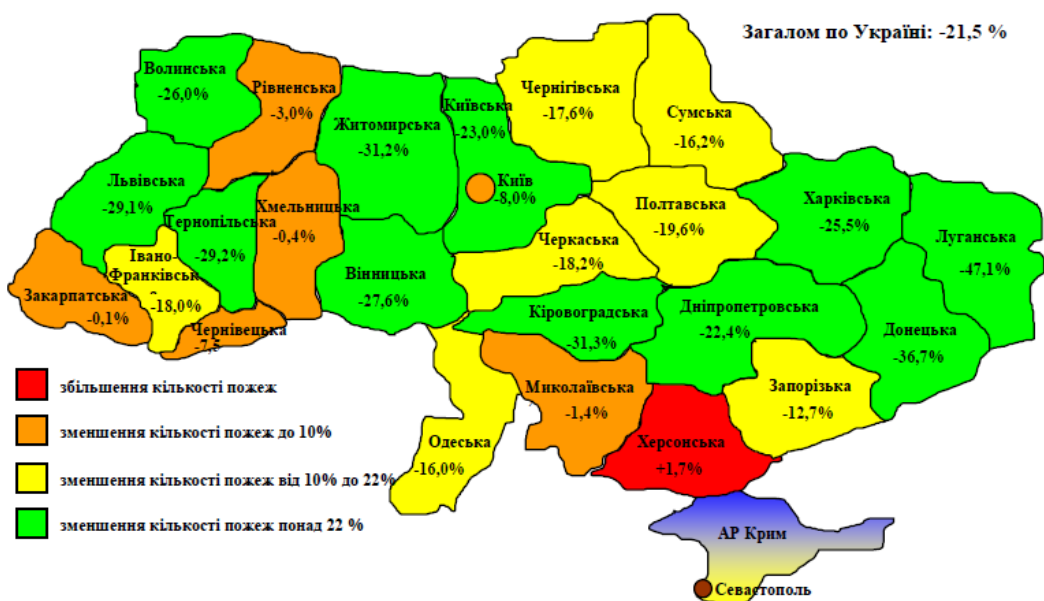 Загалом по Україні: -21,5 %
Волинська
-26,0%
Рівненська
-3,0%
Житомирська
-31,2%
Київська
-23,0%
Київ
-8,0%
Чернігівська
-17,6%
Сумська
-16,2%
Львівська
-29,1%
Тернопільська
-29,2%
Хмельницька
-0,4%
Вінницька
-27,6%
Черкаська
-18,2%
Полтавська
-19,6%
Харківська
-25,5%
Луганська
-47,1%
Закарпатська
-0,1%
Івано-
Франківськ
-18,0%
Чернівецька
-7,5
Кіровоградська
-31,3%
Дніпропетровська
-22,4%
Донецька
-36,7%
Одеська
-16,0%
Миколаївська
-1,4%
Херсонська
+1,7%
Запорізька
-12,7%
АР Крим
Севастополь
збільшення кількості пожеж
зменшення кількості пожеж до 10%
зменшення кількості пожеж від 10% до 22%
зменшення кількості пожеж понад 22 %